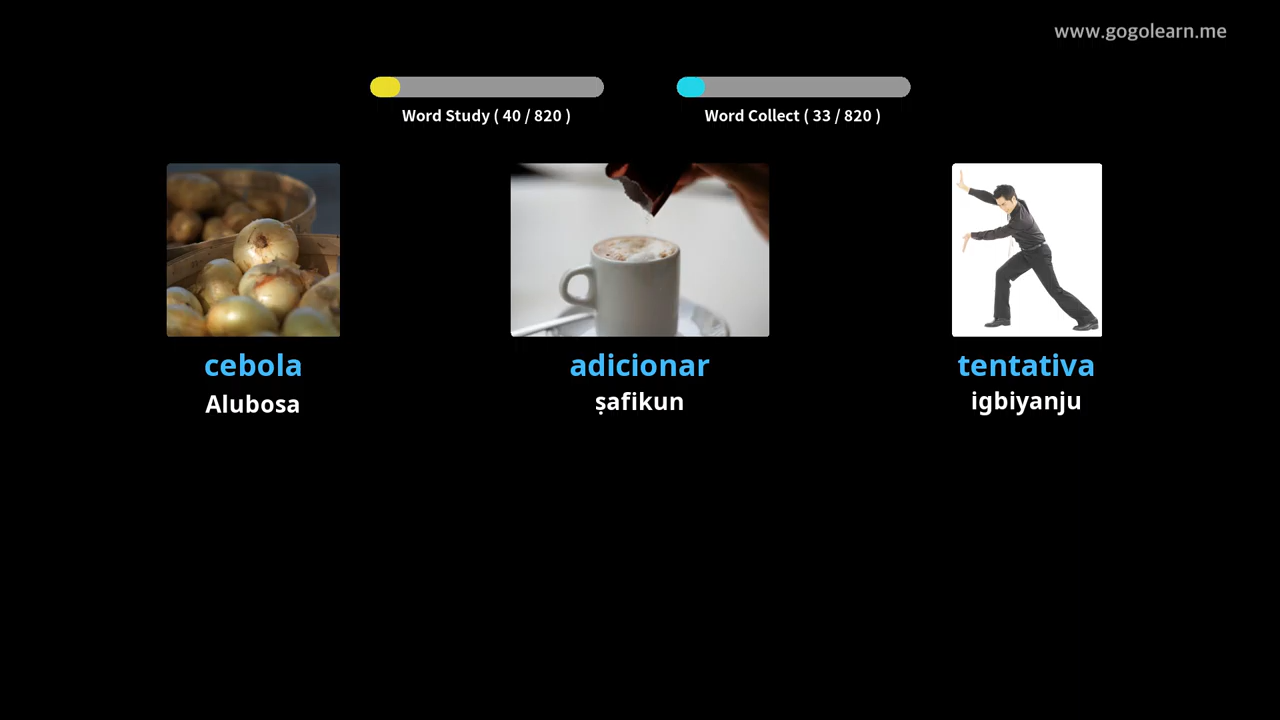 www.gogolearn.me
Word Study ( 40 / 820 )
Word Collect ( 33 / 820 )
cebola
Alubosa
adicionar
ṣafikun
tentativa
igbiyanju